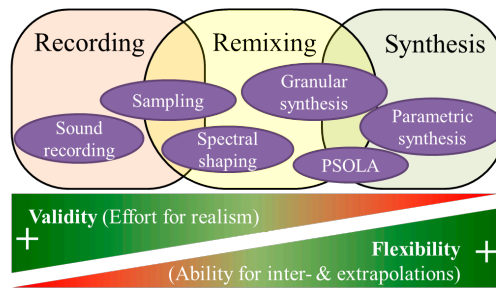 Recording Remixing Synthesis
Sampling
Granular
synthesis
Sound
recording
Spectral
shaping
Parametric
synthesis
PSOLA
Validity (Effort for realism)
+
Flexibility
+
(Ability for inter- & extrapolations)